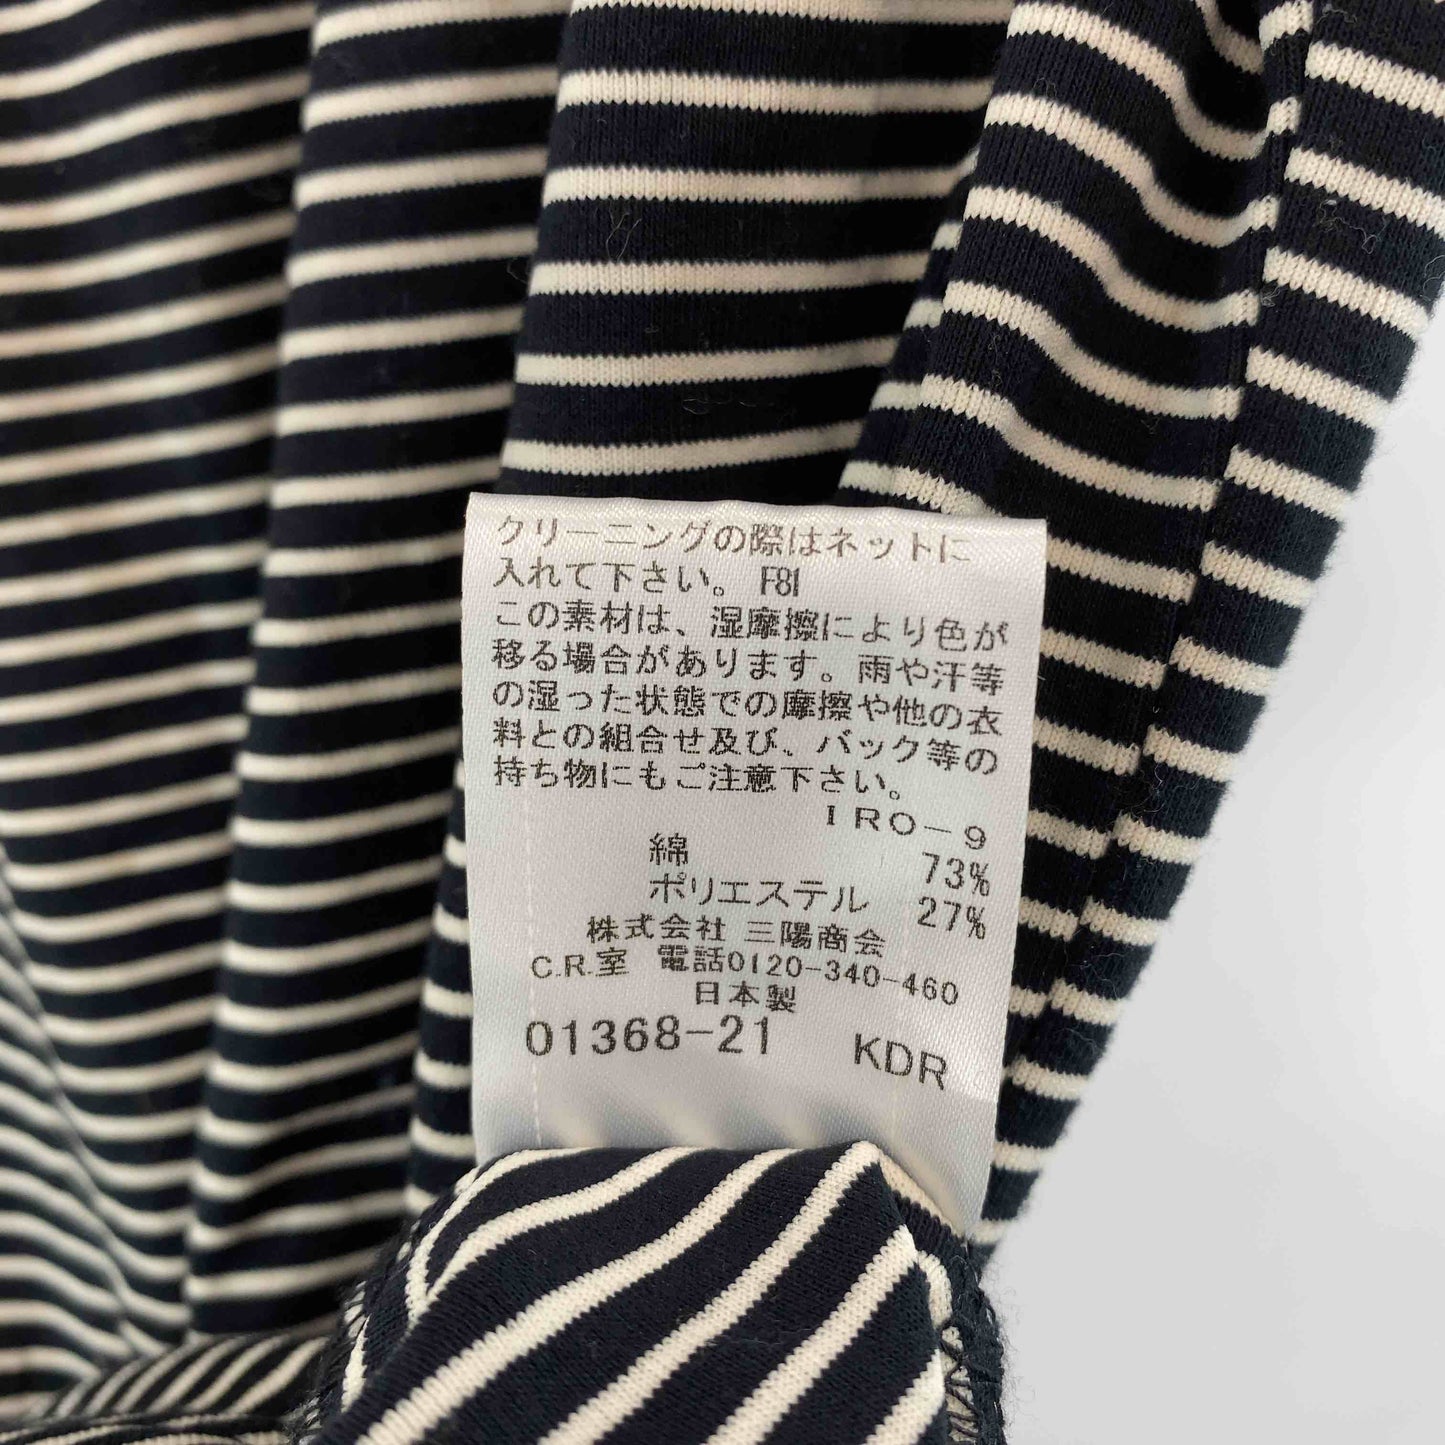 クリーニングの際はネットに
入れて下さい。 F81
この素材は、湿摩擦により色が
移る場合があります。雨や汗等
の湿った状態での摩擦や他の衣
料との組合せ及び、バック等の
持ち物にもご注意下さい。
IRO-9
綿 73%
ポリエステル 27%
株式会社 三陽商会
C.R.室 電話0120-340-460
日本製
01368-21 KDR